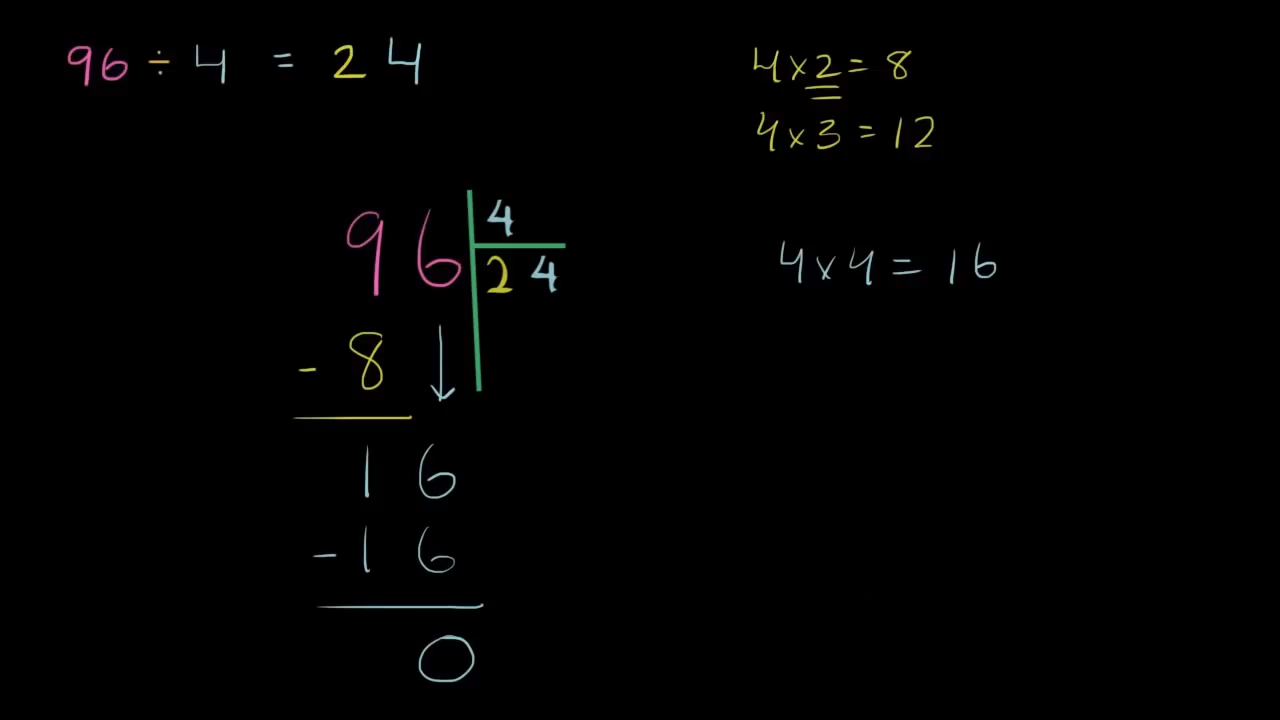 96 ÷ 4 = 24
4 x 2 = 8
4 x 3 = 12
96 4
24
4 x 4 = 16
- 8
16
- 16
0